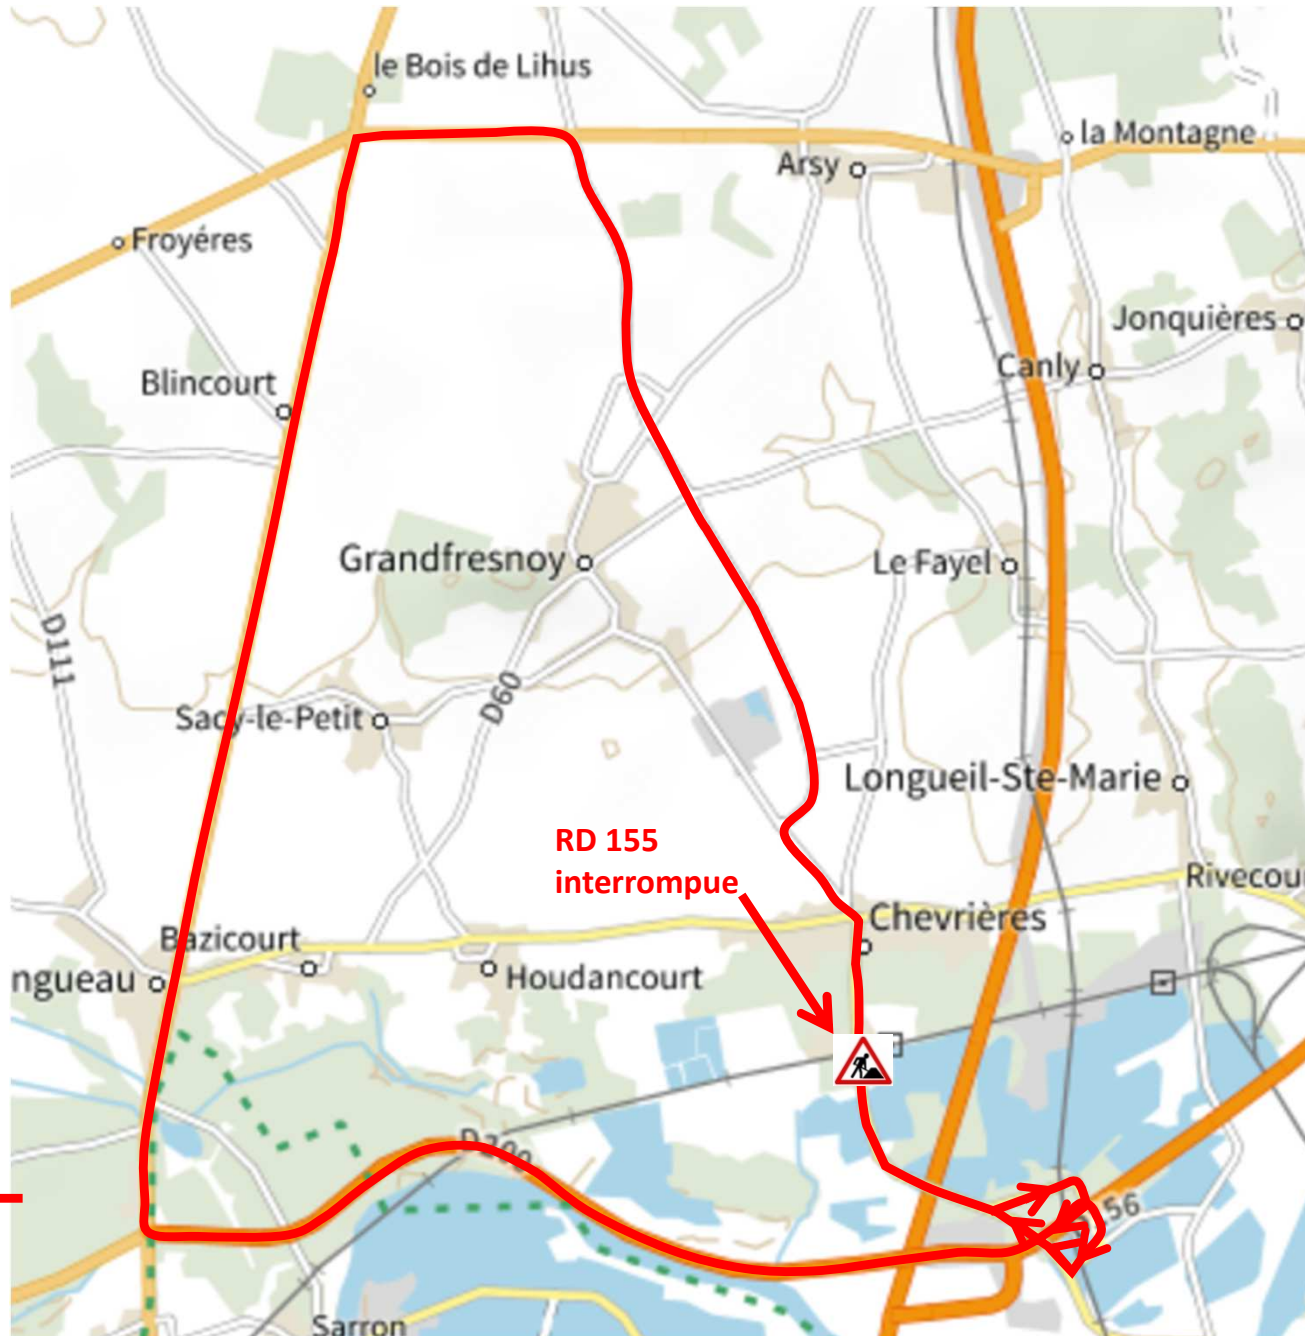 le Bois de Lihus
la Montagne
Arsy
Froyéres
Jonquières
Canly
Blincourt
Grandfresnoy
Le Fayel
D111
D60
Sacy-le-Petit
Longueil-Ste-Marie
RD 155
interrompue
Rivecour
Chevrières
Bazicourt
ngueau
Houdancourt
D200
56
Sarron